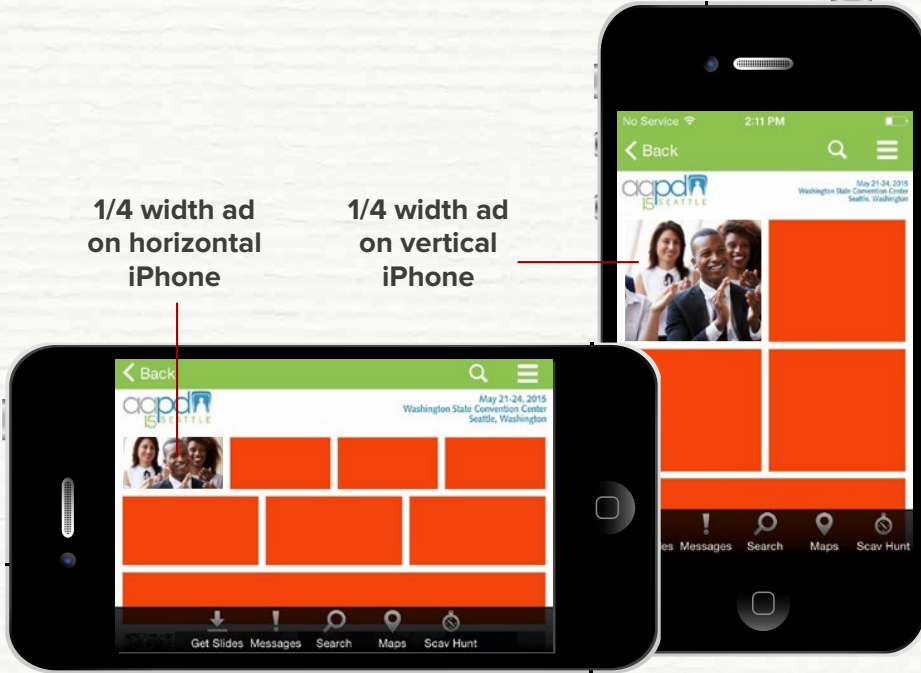 1/4 width ad
on horizontal
iPhone
1/4 width ad
on vertical
iPhone
No Service
2:11 PM
Back
aapd
15 SEATTLE
May 21-24, 2015
Washington State Convention Center
Seattle, Washington
es Messages Search Maps Scav Hunt
Back
aapd
15 SEATTLE
May 21-24, 2015
Washington State Convention Center
Seattle, Washington
Get Slides Messages Search Maps Scav Hunt